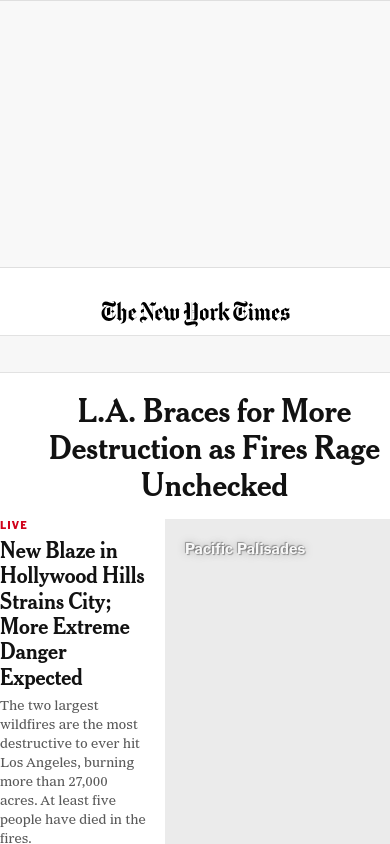 The New York Times
L.A. Braces for More
Destruction as Fires Rage
Unchecked
LIVE
New Blaze in
Hollywood Hills
Strains City;
More Extreme
Danger
Expected
The two largest
wildfires are the most
destructive to ever hit
Los Angeles, burning
more than 27,000
acres. At least five
people have died in the
fires.
Pacific Palisades